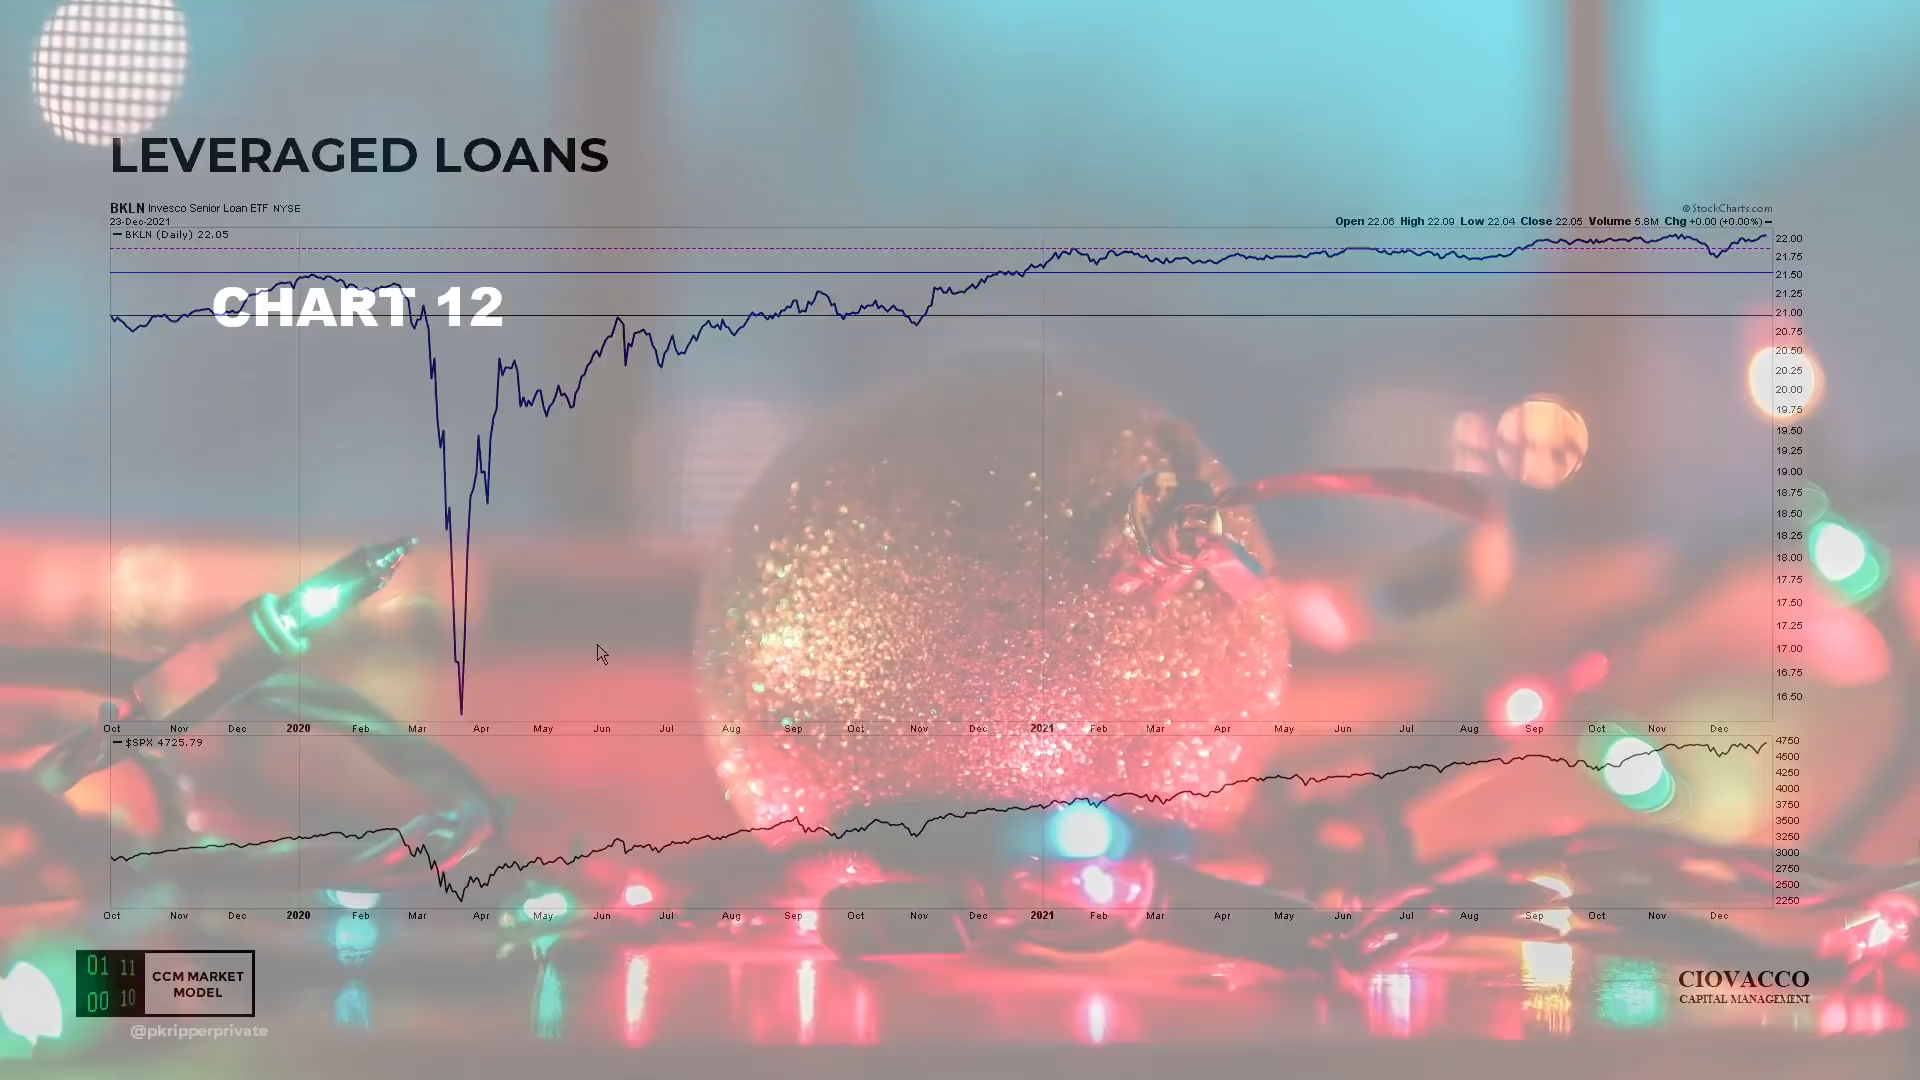 LEVERAGED LOANS
BKLN Invesco Senior Loan ETF NYSE
© StockCharts.com
23-Dec-2021
Open 22.06 High 22.09 Low 22.04 Close 22.05 Volume 5.8M Chg +0.00 (+0.00%)
BKLN (Daily) 22.05
CHART 12
22.00
21.75
21.50
21.25
21.00
20.75
20.50
20.25
20.00
19.75
19.50
19.25
19.00
18.75
18.50
18.25
18.00
17.75
17.50
17.25
17.00
16.75
16.50
Oct Nov Dec 2020 Feb Mar Apr May Jun Jul Aug Sep Oct Nov Dec 2021 Feb Mar Apr May Jun Jul Aug Sep Oct Nov Dec
$SPX 4725.79
4750
4500
4250
4000
3750
3500
3250
3000
2750
2500
2250
Oct Nov Dec 2020 Feb Mar Apr May Jun Jul Aug Sep Oct Nov Dec 2021 Feb Mar Apr May Jun Jul Aug Sep Oct Nov Dec
01 11
00 10
CCM MARKET
MODEL
CIOVACCO
CAPITAL MANAGEMENT
@pkripperprivate